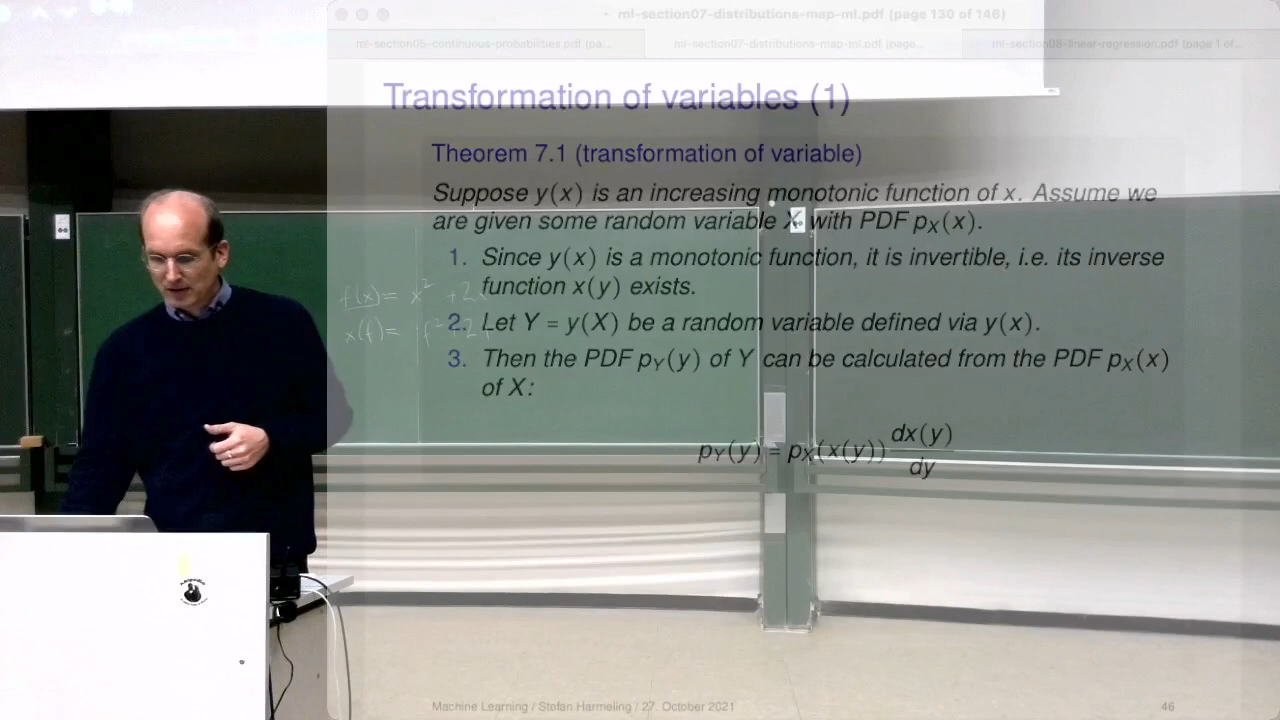 ml-section07-distributions-map-ml.pdf (page 130 of 146)
ml-section05-continuous-probabilities.pdf (pa...
ml-section07-distributions-map-ml.pdf (page...
ml-section08-linear-regression.pdf (page 1 of...
Transformation of variables (1)
Theorem 7.1 (transformation of variable)
Suppose y(x) is an increasing monotonic function of x. Assume we
are given some random variable X with PDF p_X(x).
1. Since y(x) is a monotonic function, it is invertible, i.e. its inverse
function x(y) exists.
2. Let Y = y(X) be a random variable defined via y(x).
3. Then the PDF p_Y(y) of Y can be calculated from the PDF p_X(x)
of X:
p_Y(y) = p_X(x(y)) dx(y)/dy
f(x) = x² + 2x
x(f) =
Machine Learning / Stefan Harmeling / 27. October 2021
46